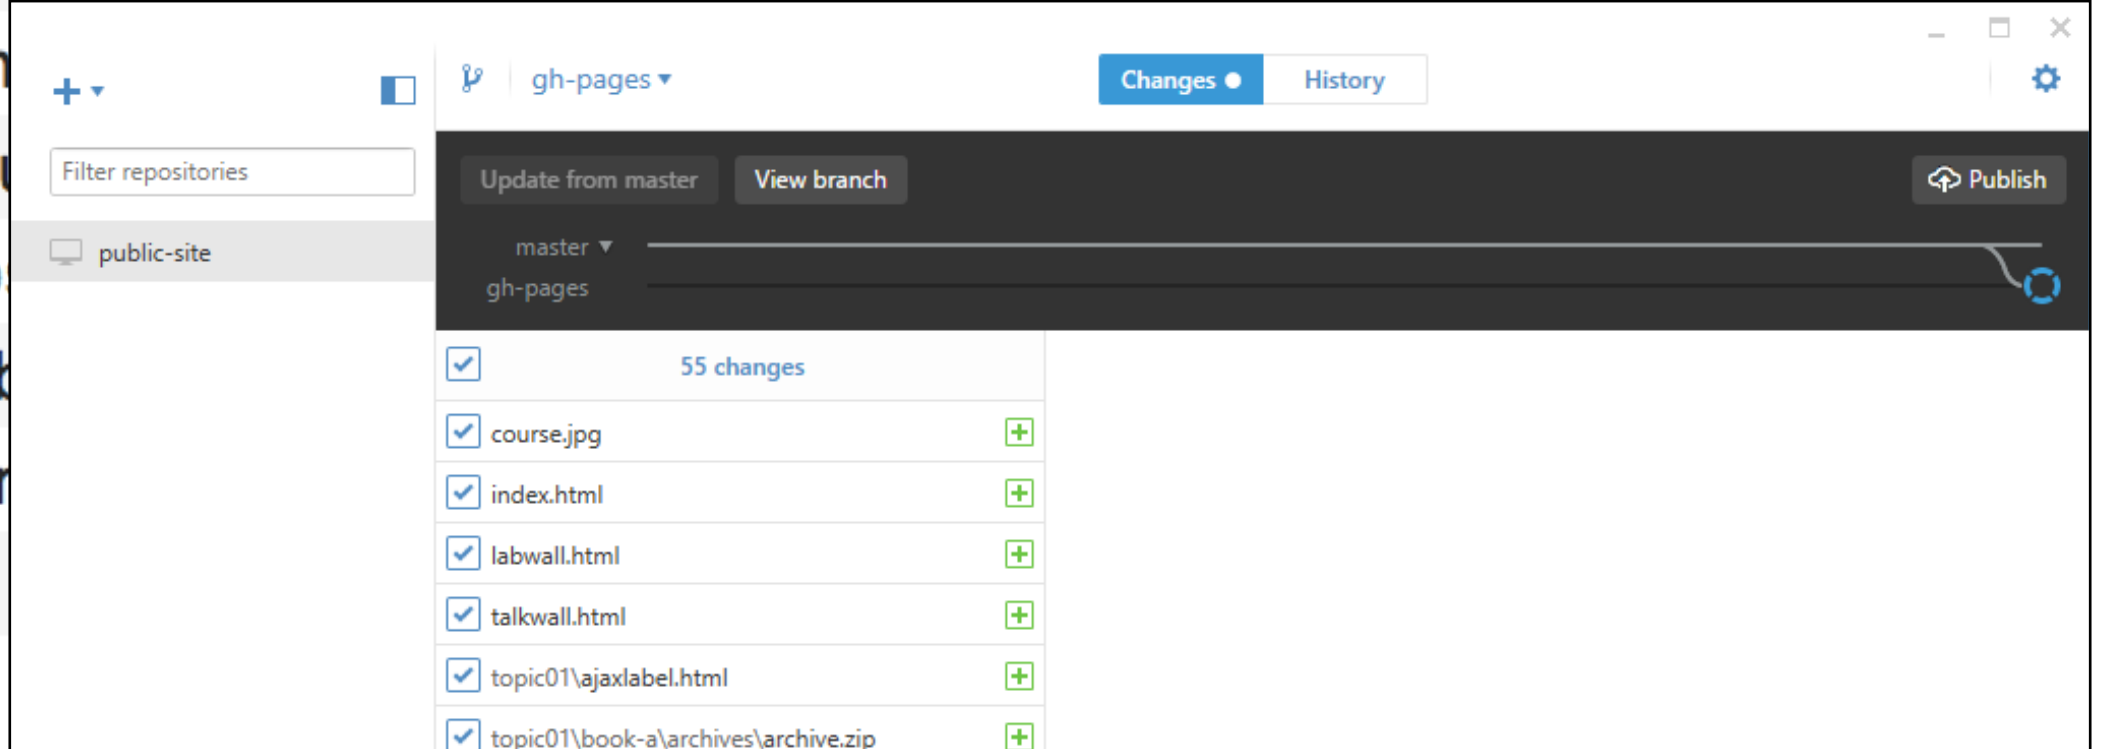 gh-pages
Changes
History
Filter repositories
Update from master
View branch
Publish
public-site
master
gh-pages
55 changes
course.jpg
index.html
labwall.html
talkwall.html
topic01\ajaxlabel.html
topic01\book-a\archives\archive.zip